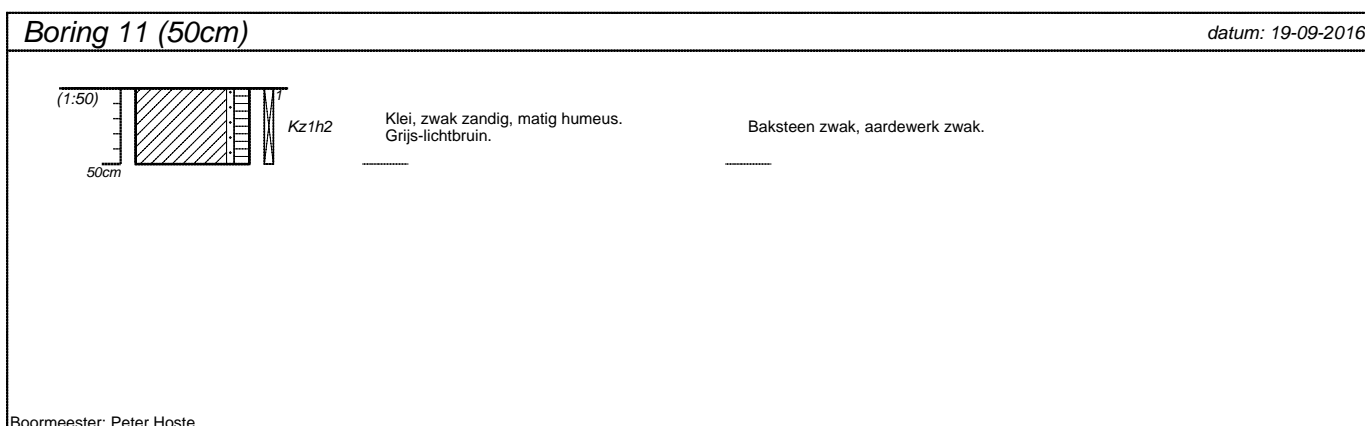 Boring 11 (50cm)
datum: 19-09-2016
(1:50)
1
Kz1h2
Klei, zwak zandig, matig humeus.
Grijs-lichtbruin.
Baksteen zwak, aardewerk zwak.
50cm
Boormeester: Peter Hoste